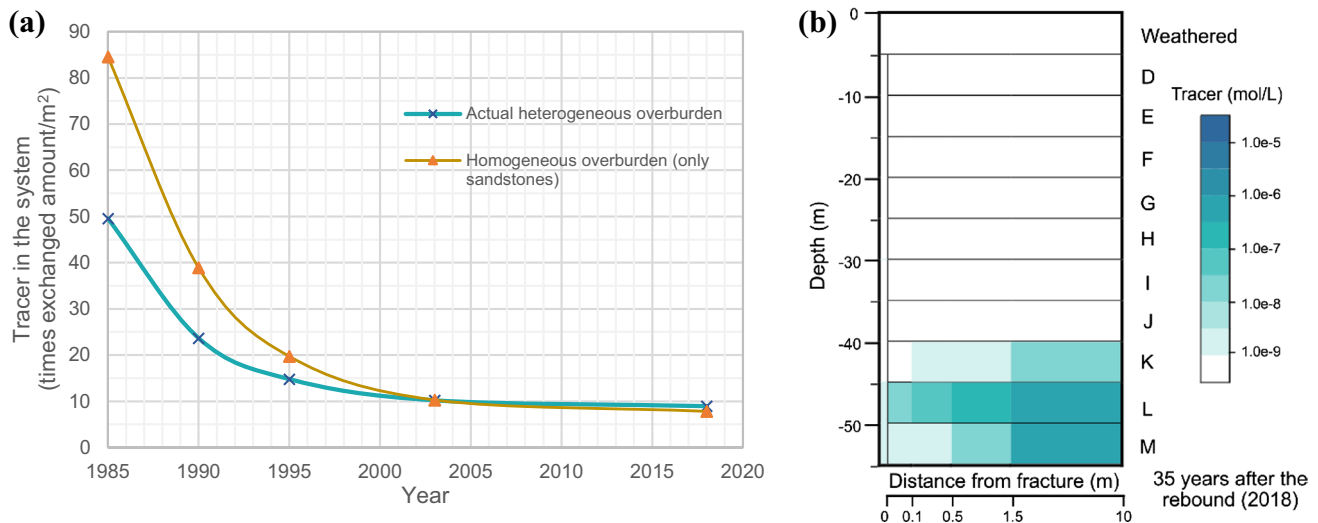 (a)
90
80
70
60
50
40
30
20
10
0
Tracer in the system
(times exchanged amount/m²)
Actual heterogeneous overburden
Homogeneous overburden (only
sandstones)
1985 1990 1995 2000 2005 2010 2015 2020
Year
(b)
0
-10
-20
-30
-40
-50
Depth (m)
Weathered
D
E
F
G
H
I
J
K
L
M
Tracer (mol/L)
1.0e-5
1.0e-6
1.0e-7
1.0e-8
1.0e-9
Distance from fracture (m)
0 0.1 0.5 1.5 10
35 years after the
rebound (2018)